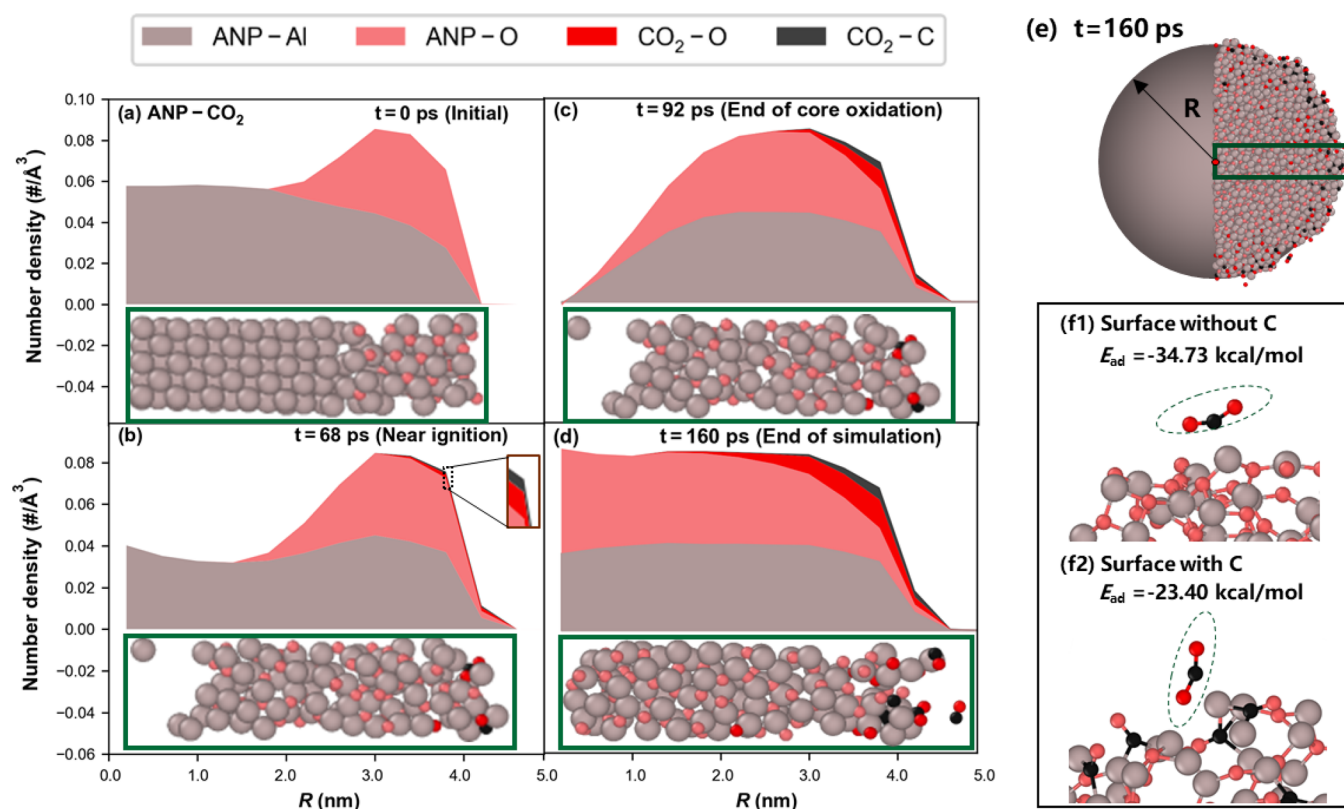 ANP – Al ANP – O CO₂ – O CO₂ – C
(e) t=160 ps
R
Number density (#/Å³)
0.10
0.08
0.06
0.04
0.02
0.00
−0.02
−0.04
(a) ANP – CO₂ t = 0 ps (Initial)
(c) t = 92 ps (End of core oxidation)
Number density (#/Å³)
0.08
0.06
0.04
0.02
0.00
−0.02
−0.04
−0.06
(b) t = 68 ps (Near ignition)
(d) t = 160 ps (End of simulation)
0.0 1.0 2.0 3.0 4.0 5.0 1.0 2.0 3.0 4.0 5.0
R (nm) R (nm)
(f1) Surface without C
E_ad =-34.73 kcal/mol
(f2) Surface with C
E_ad =-23.40 kcal/mol